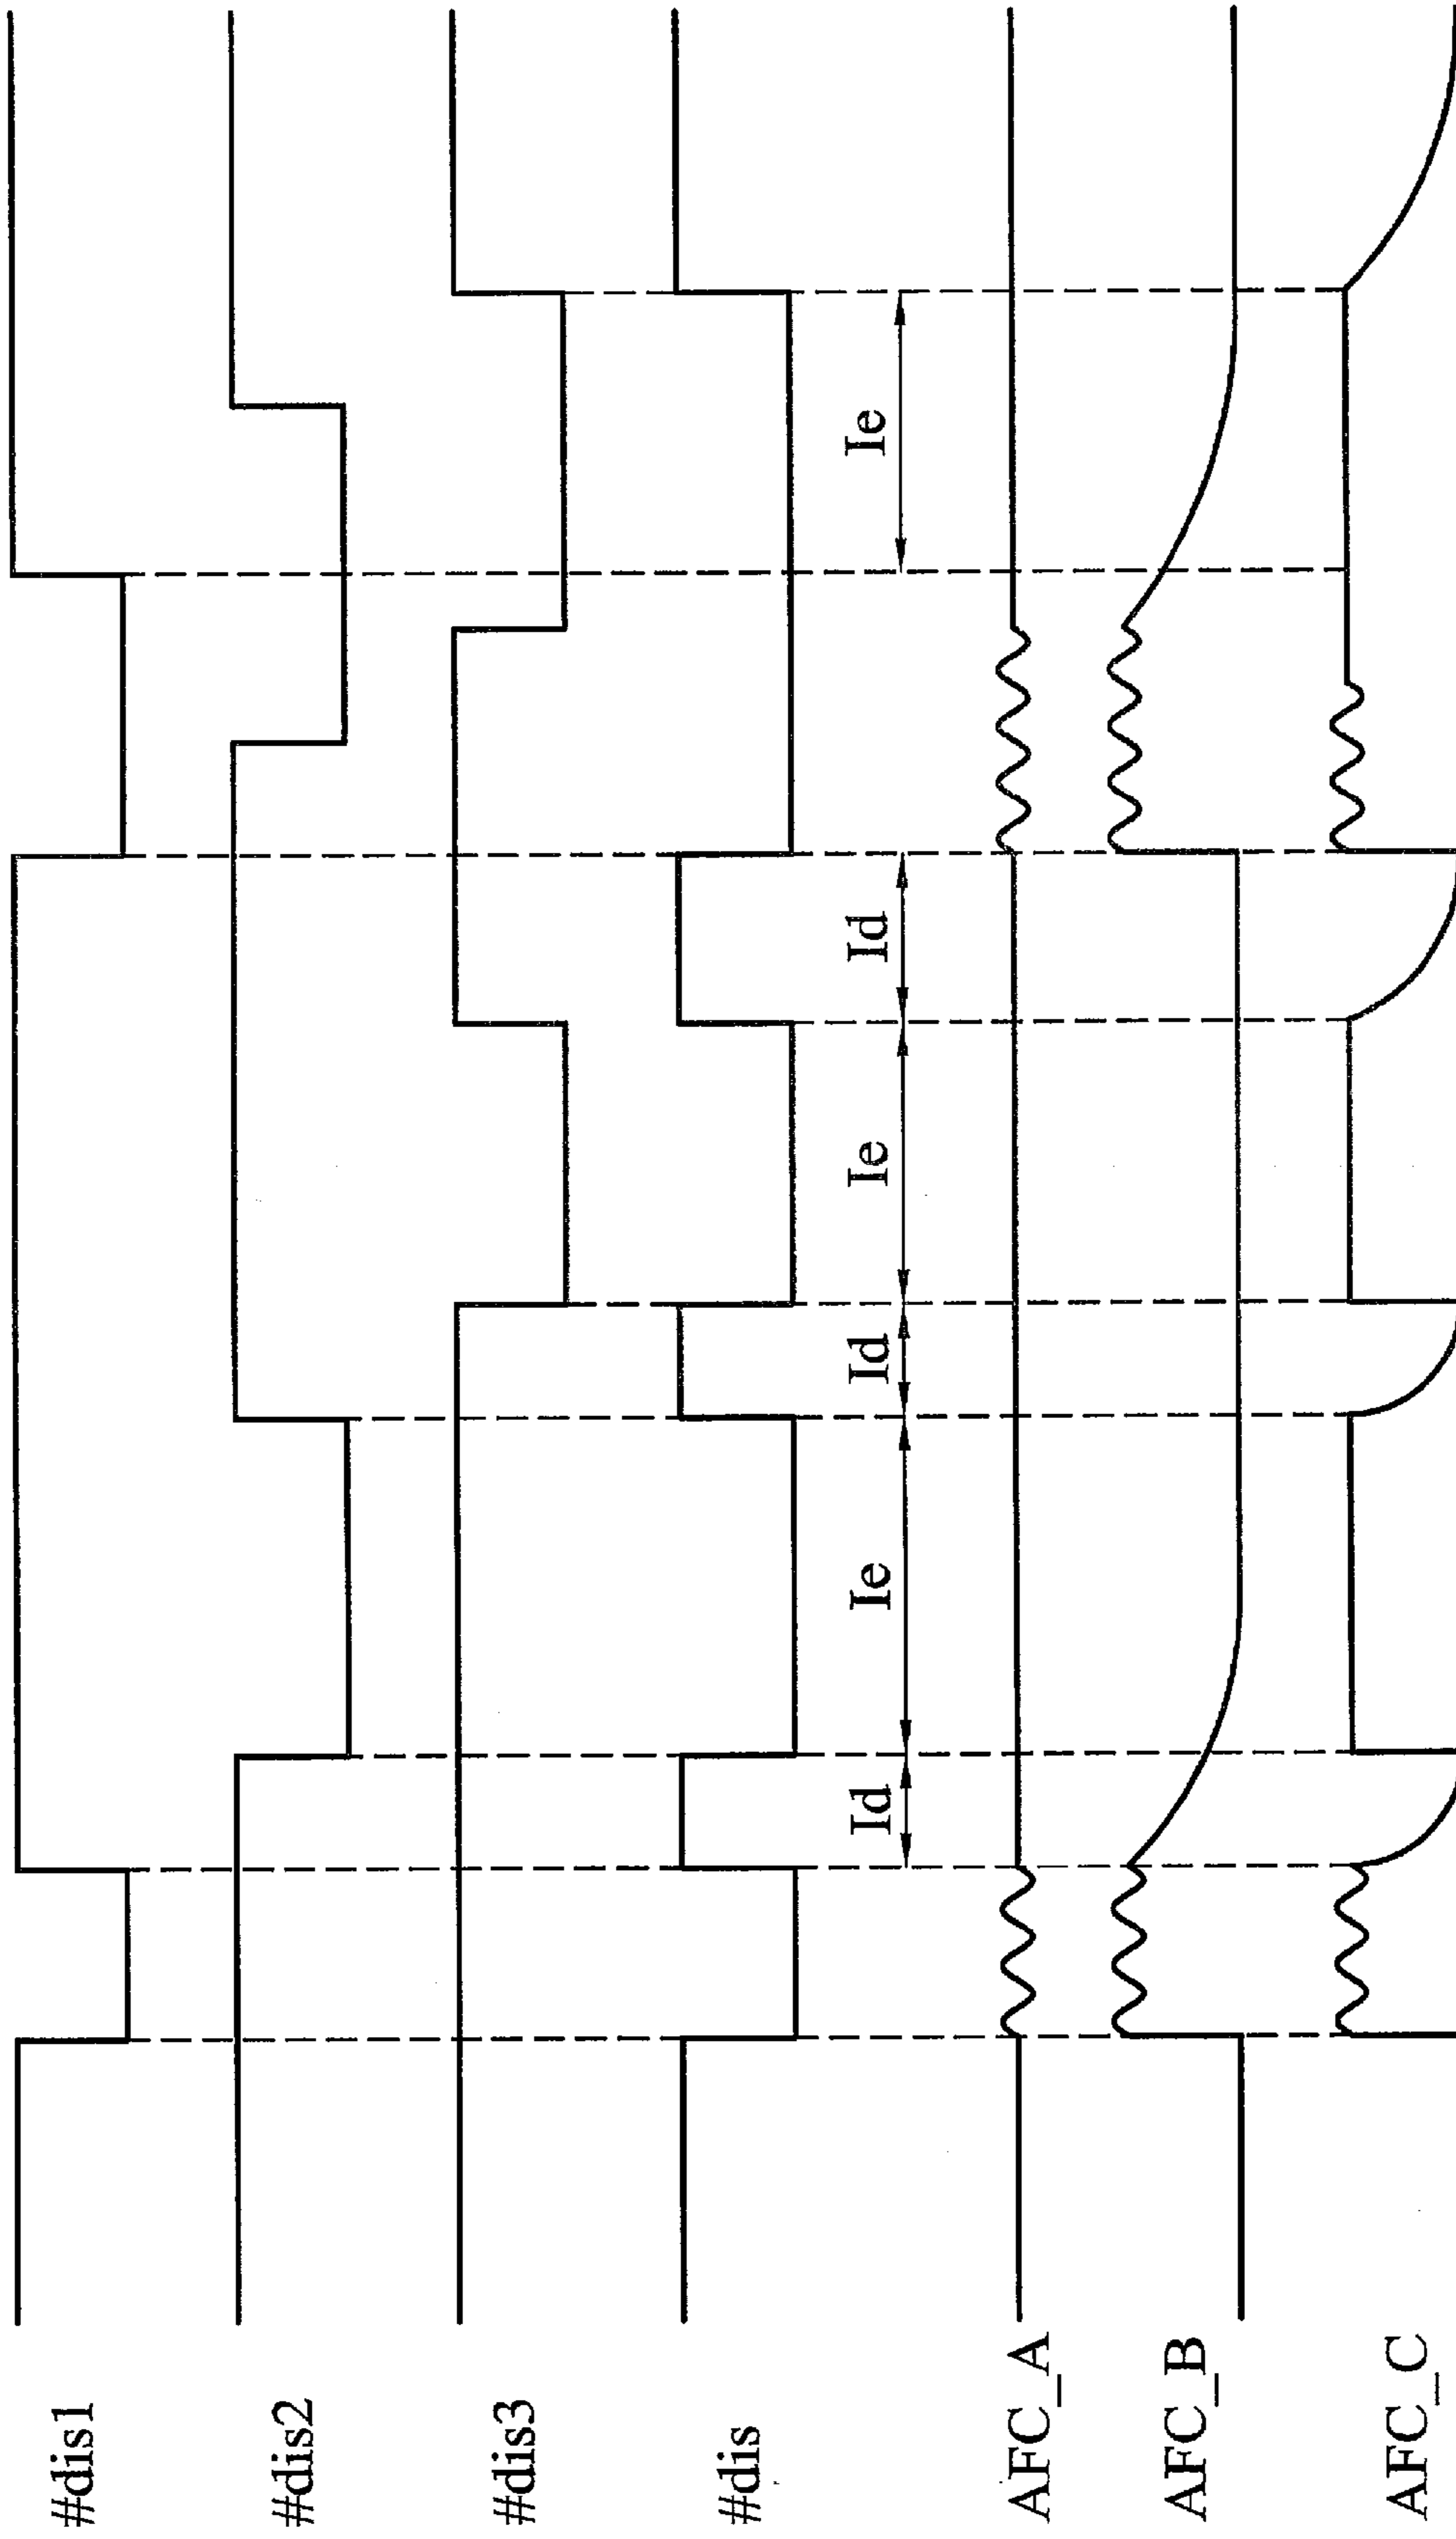 #dis1
#dis2
#dis3
#dis
Id
Ie
Id
Ie
Id
Ie
AFC_A
AFC_B
AFC_C